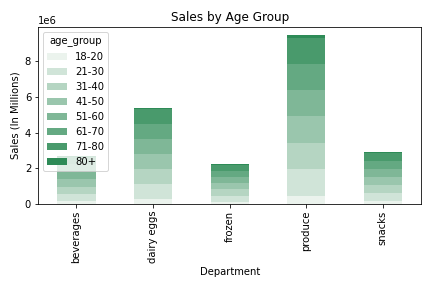 Sales by Age Group
1e6
Sales (In Millions)
8
6
4
2
0
age_group
18-20
21-30
31-40
41-50
51-60
61-70
71-80
80+
beverages
dairy eggs
frozen
produce
snacks
Department